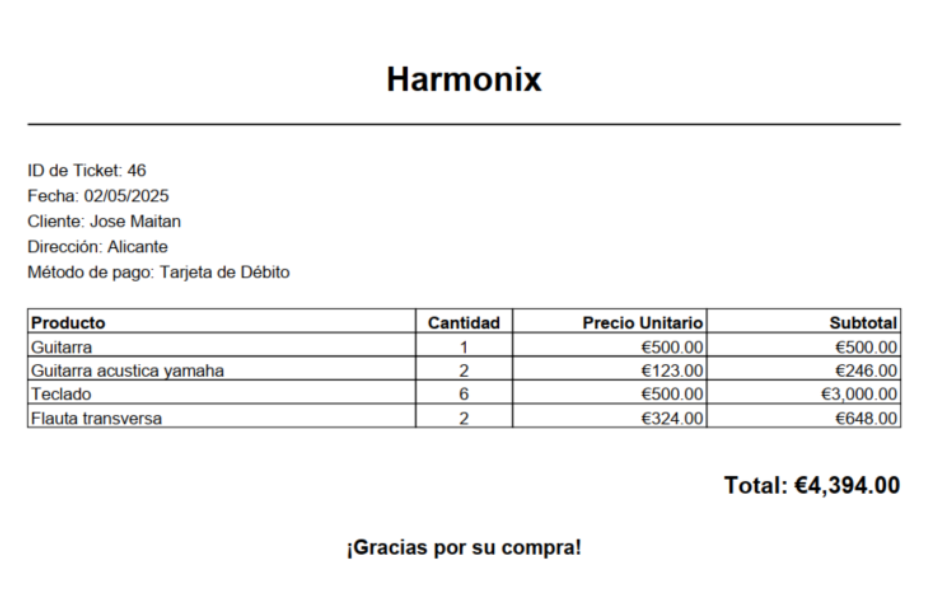 Harmonix
ID de Ticket: 46
Fecha: 02/05/2025
Cliente: Jose Maitan
Dirección: Alicante
Método de pago: Tarjeta de Débito
Producto Cantidad Precio Unitario Subtotal
Guitarra 1 €500.00 €500.00
Guitarra acustica yamaha 2 €123.00 €246.00
Teclado 6 €500.00 €3,000.00
Flauta transversa 2 €324.00 €648.00
Total: €4,394.00
¡Gracias por su compra!